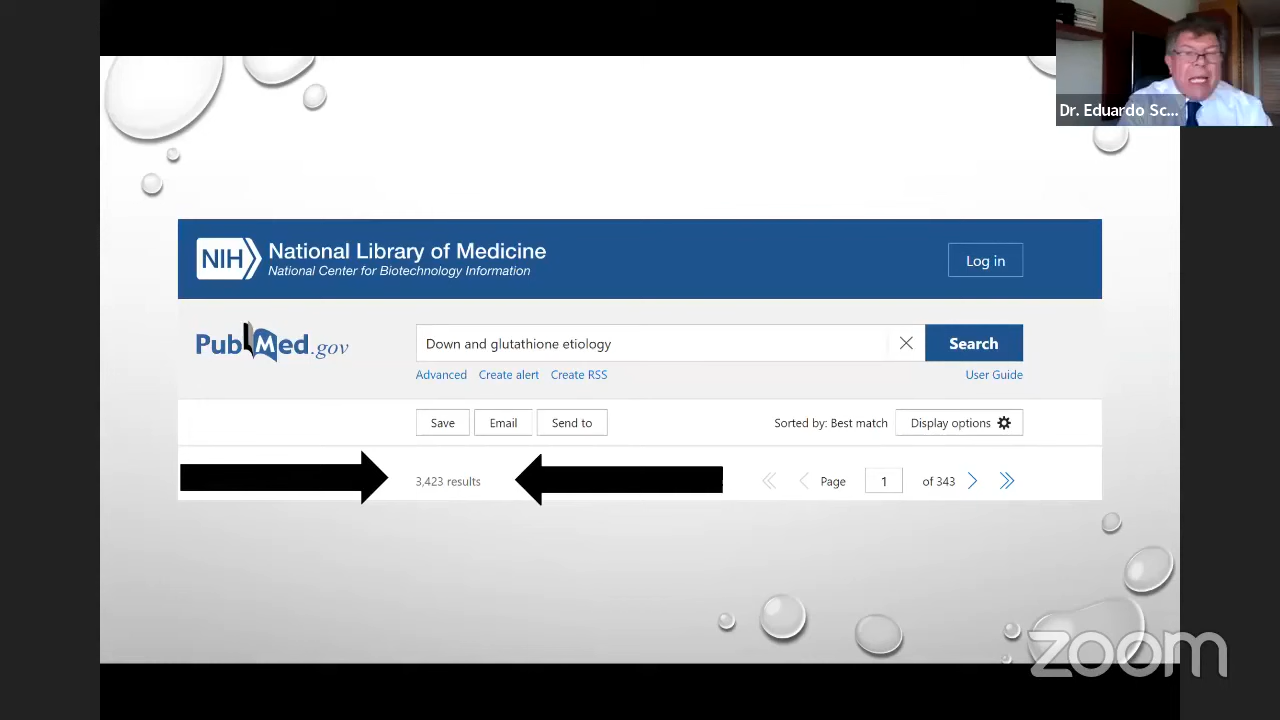 Dr. Eduardo Sc...
NIH National Library of Medicine
National Center for Biotechnology Information
Log in
PubMed.gov
Down and glutathione etiology
Search
Advanced Create alert Create RSS
User Guide
Save Email Send to
Sorted by: Best match Display options
3,423 results
Page 1 of 343
zoom